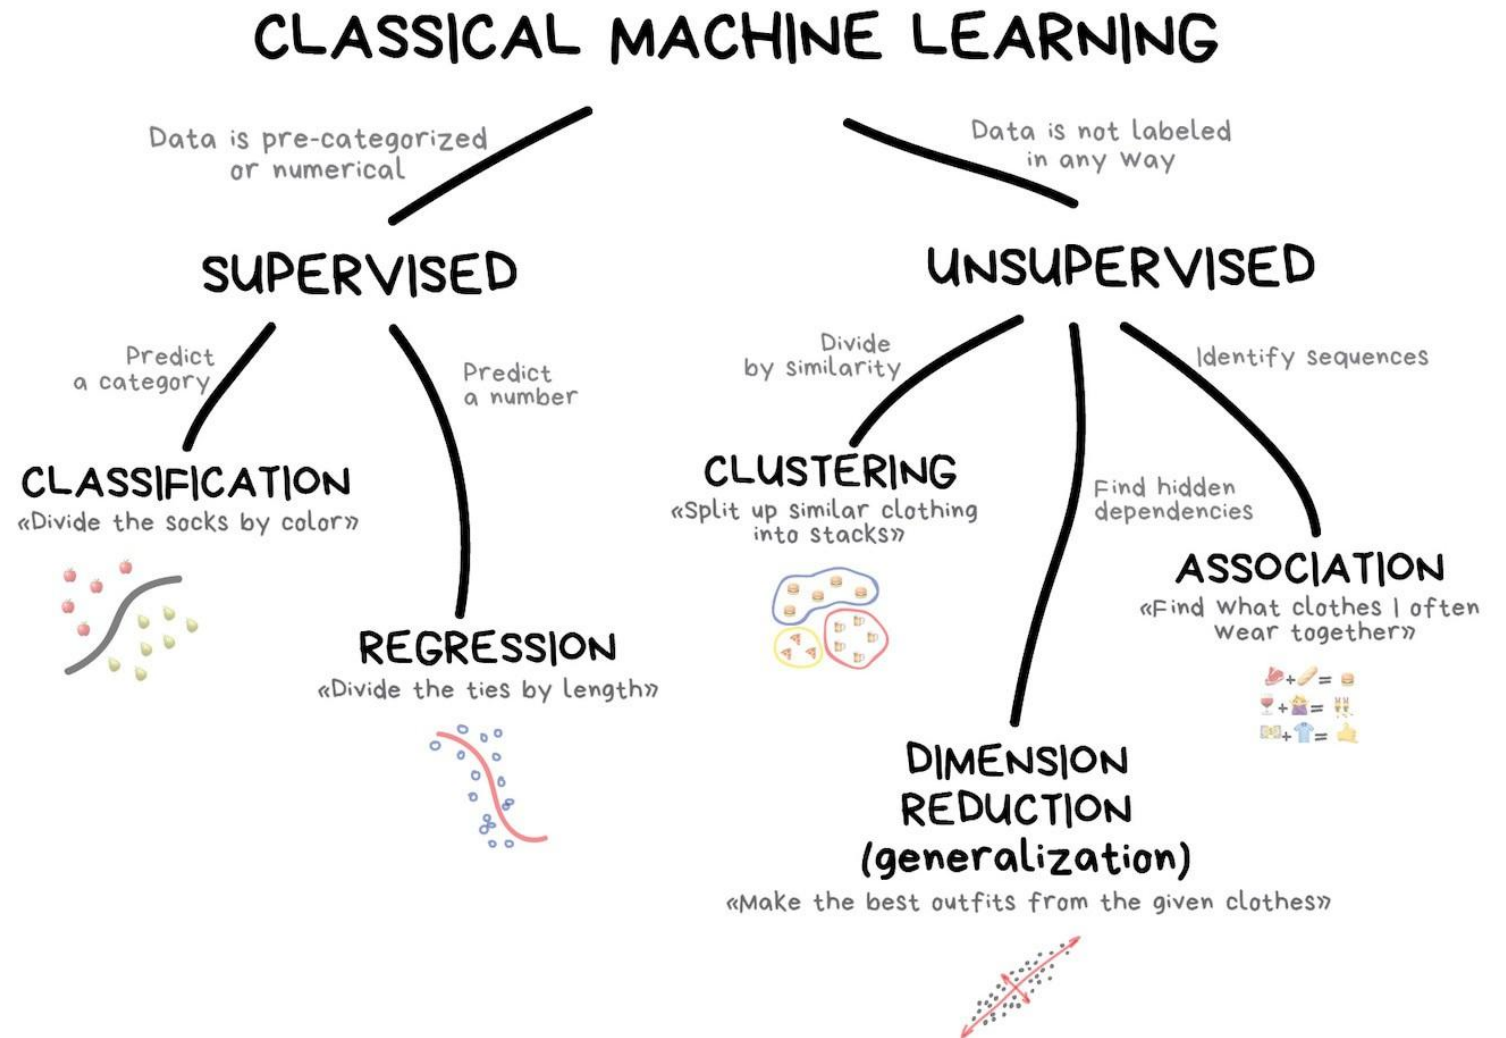 CLASSICAL MACHINE LEARNING
Data is pre-categorized
or numerical
Data is not labeled
in any way
SUPERVISED
UNSUPERVISED
Predict
a category
Predict
a number
Divide
by similarity
Identify sequences
CLASSIFICATION
«Divide the socks by color»
CLUSTERING
«Split up similar clothing
into stacks»
Find hidden
dependencies
ASSOCIATION
«Find what clothes I often
wear together»
REGRESSION
«Divide the ties by length»
+ =
+ =
+ =
DIMENSION
REDUCTION
(generalization)
«Make the best outfits from the given clothes»